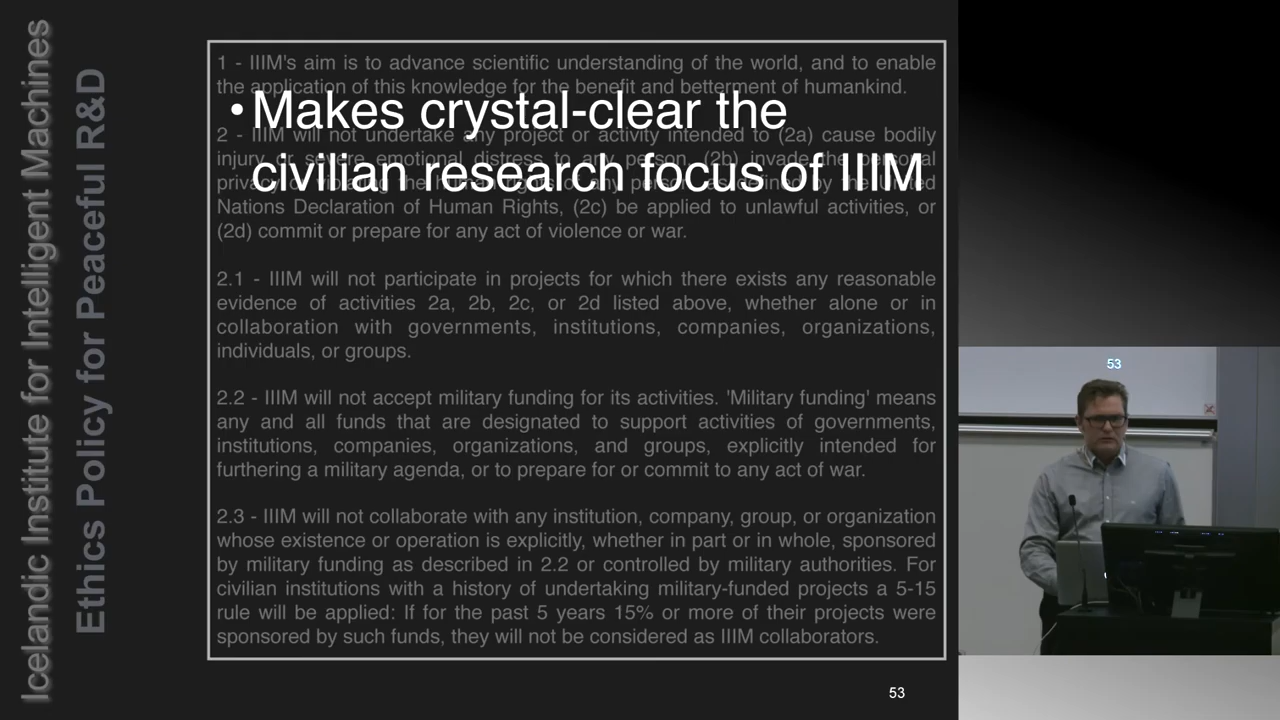 Icelandic Institute for Intelligent Machines
Ethics Policy for Peaceful R&D
1 - IIIM's aim is to advance scientific understanding of the world, and to enable
the application of this knowledge for the benefit and betterment of humankind.
• Makes crystal-clear the
civilian research focus of IIIM
2 - IIIM will not undertake any project or activity intended to (2a) cause bodily
injury or severe emotional distress to any person, (2b) invade the personal
Nations Declaration of Human Rights, (2c) be applied to unlawful activities, or
(2d) commit or prepare for any act of violence or war.
2.1 - IIIM will not participate in projects for which there exists any reasonable
evidence of activities 2a, 2b, 2c, or 2d listed above, whether alone or in
collaboration with governments, institutions, companies, organizations,
individuals, or groups.
2.2 - IIIM will not accept military funding for its activities. 'Military funding' means
any and all funds that are designated to support activities of governments,
institutions, companies, organizations, and groups, explicitly intended for
furthering a military agenda, or to prepare for or commit to any act of war.
2.3 - IIIM will not collaborate with any institution, company, group, or organization
whose existence or operation is explicitly, whether in part or in whole, sponsored
by military funding as described in 2.2 or controlled by military authorities. For
civilian institutions with a history of undertaking military-funded projects a 5-15
rule will be applied: If for the past 5 years 15% or more of their projects were
sponsored by such funds, they will not be considered as IIIM collaborators.
53
53